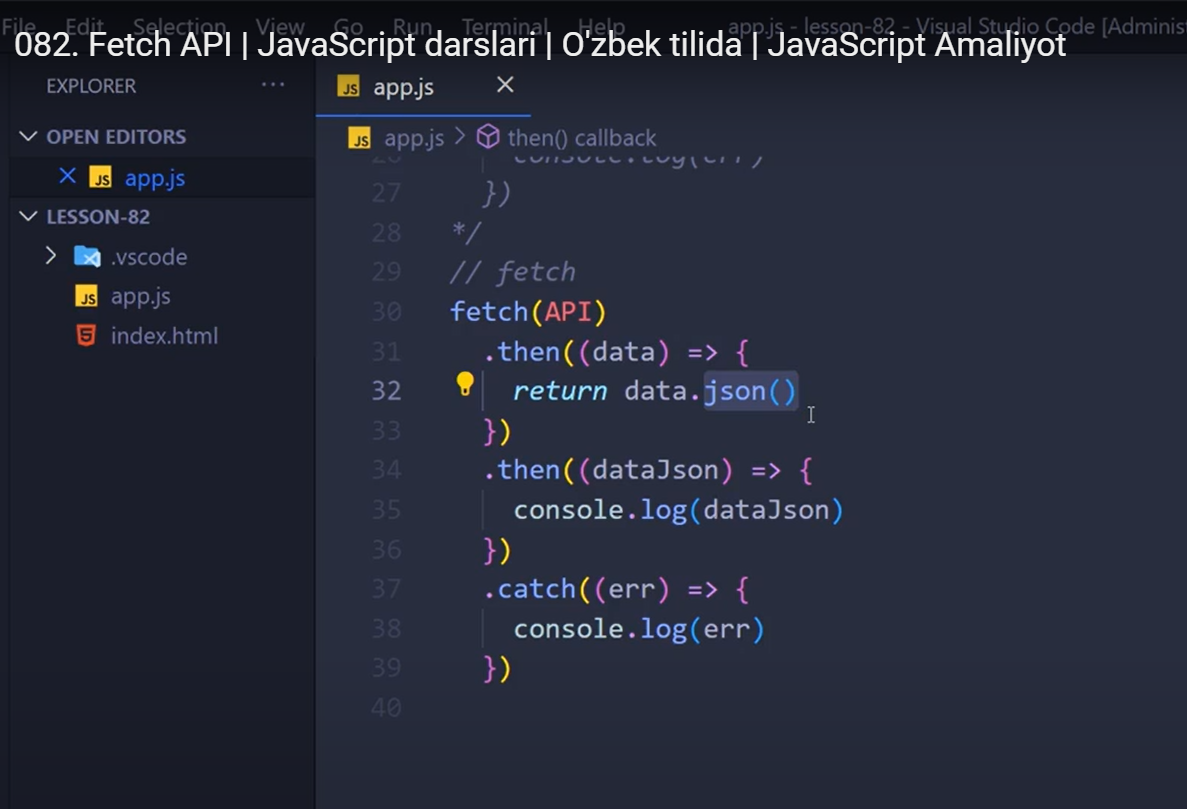 File Edit Selection View Go Run Terminal Help app.js - lesson-82 - Visual Studio Code [Adminis
082. Fetch API | JavaScript darslari | O'zbek tilida | JavaScript Amaliyot
EXPLORER ···
JS app.js ×
OPEN EDITORS
JS app.js > then() callback
× JS app.js
26 console.log(err)
27 })
LESSON-82
28 */
> .vscode
29 // fetch
JS app.js
30 fetch(API)
index.html
31 .then((data) => {
32 return data.json()
33 })
34 .then((dataJson) => {
35 console.log(dataJson)
36 })
37 .catch((err) => {
38 console.log(err)
39 })
40